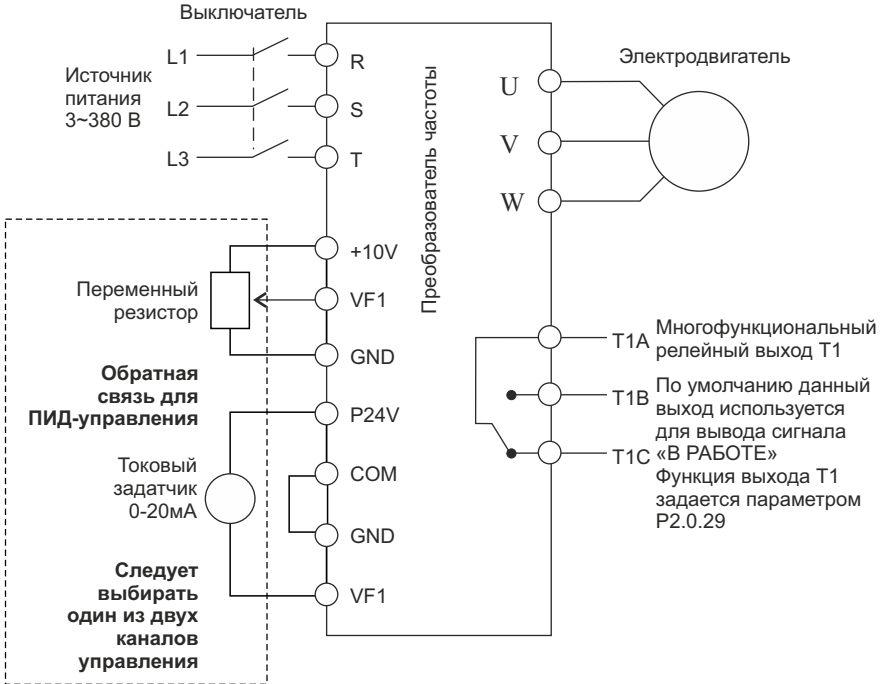 Выключатель
L1
R
Источник
питания
3~380 В
L2
S
L3
T
Преобразователь частоты
Электродвигатель
U
V
W
+10V
Переменный
резистор
VF1
GND
Обратная
связь для
ПИД-управления
P24V
Токовый
задатчик
0-20мА
COM
GND
Следует
выбирать
один из двух
каналов
управления
VF1
T1A
Многофункциональный
релейный выход T1
T1B
T1C
По умолчанию данный
выход используется
для вывода сигнала
«В РАБОТЕ»
Функция выхода T1
задается параметром
P2.0.29